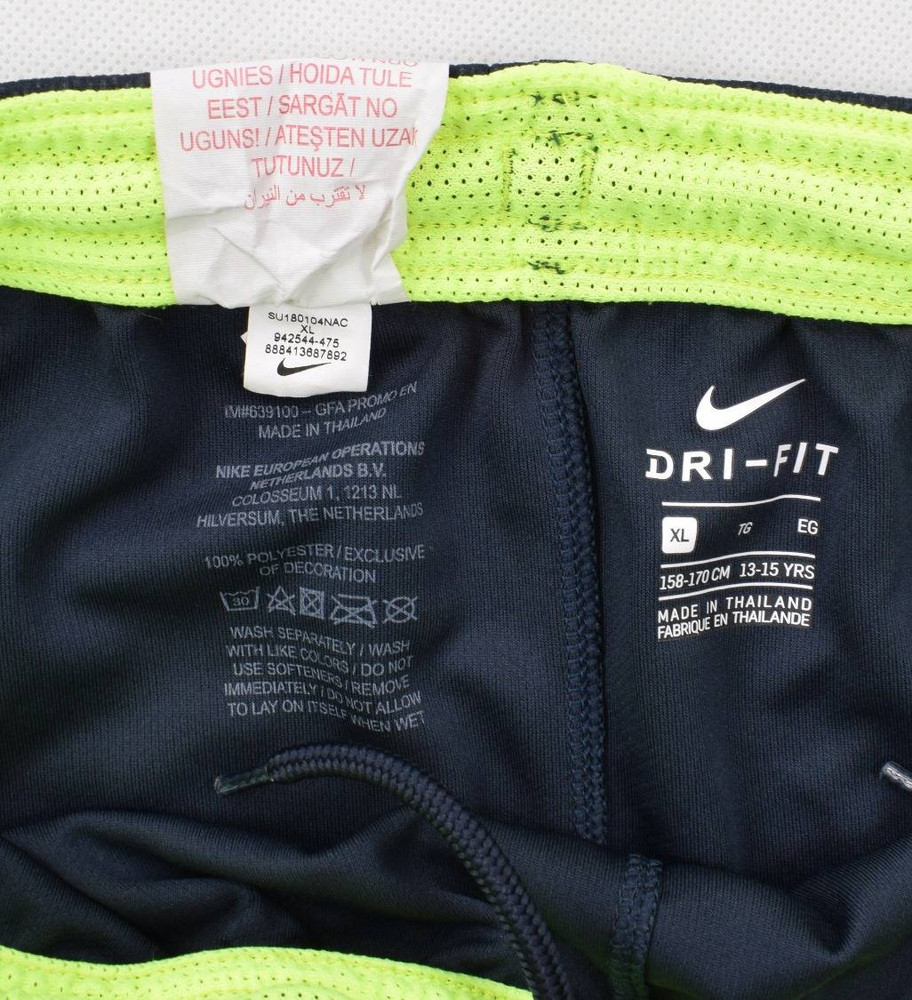 UGNIES / HOIDA TULE
EEST / SARGĀT NO
UGUNS! / ATEŞTEN UZAK
TUTUNUZ /
لا تقترب من النيران
SU180104NAC
XL
942544-475
888413687892
IM#639100 – GFA PROMO EN
MADE IN THAILAND
NIKE EUROPEAN OPERATIONS
NETHERLANDS B.V.
COLOSSEUM 1, 1213 NL
HILVERSUM, THE NETHERLANDS
100% POLYESTER / EXCLUSIVE
OF DECORATION
30
WASH SEPARATELY / WASH
WITH LIKE COLORS / DO NOT
USE SOFTENERS / REMOVE
IMMEDIATELY / DO NOT ALLOW
TO LAY ON ITSELF WHEN WET
DRI-FIT
XL TG EG
158-170 CM 13-15 YRS
MADE IN THAILAND
FABRIQUÉ EN THAILANDE